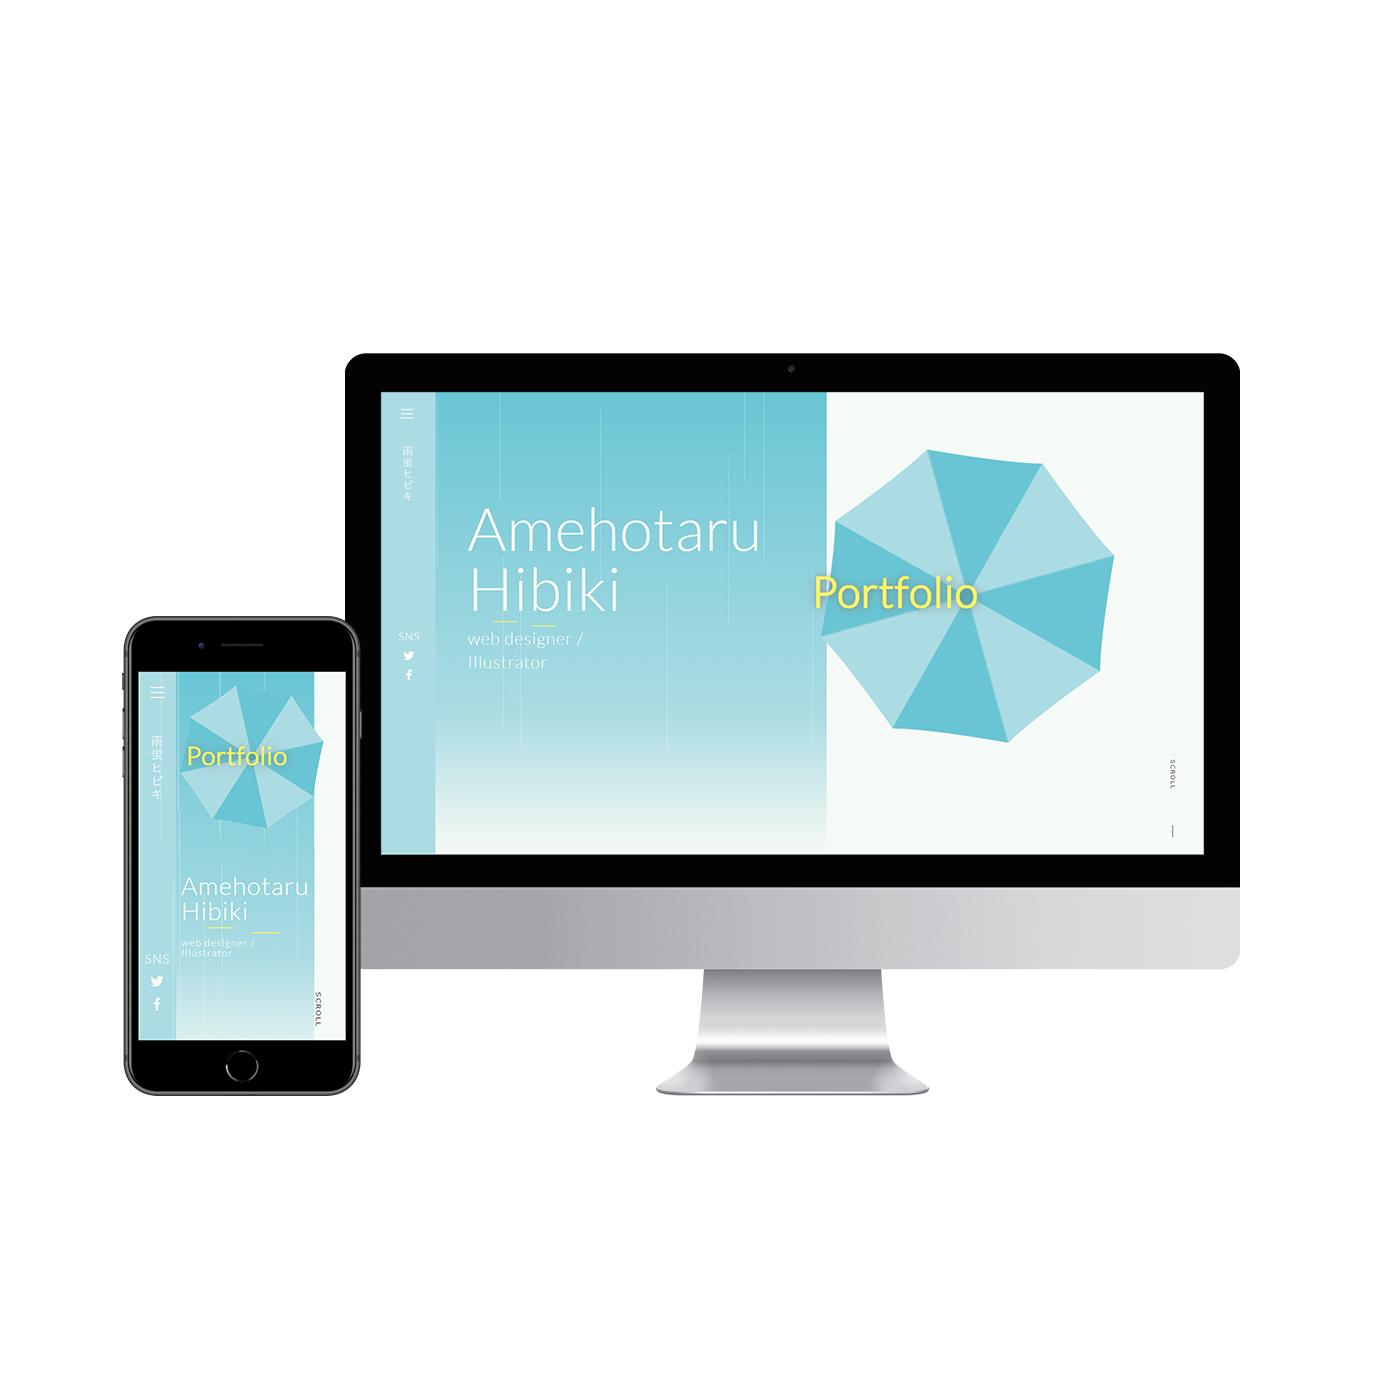 雨蛍ヒビキ
Amehotaru
Hibiki
web designer /
Illustrator
SNS
Portfolio
SCROLL
雨蛍ヒビキ
Portfolio
Amehotaru
Hibiki
web designer /
Illustrator
SNS
SCROLL